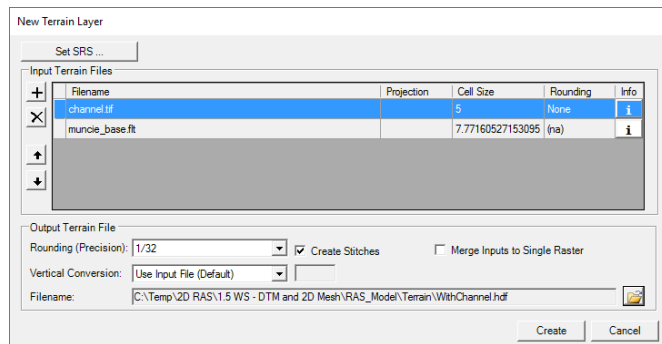 New Terrain Layer
Set SRS ...
Input Terrain Files
Filename Projection Cell Size Rounding Info
channel.tif 5 None i
muncie_base.flt 7.77160527153095 (na) i
Output Terrain File
Rounding (Precision): 1/32 Create Stitches Merge Inputs to Single Raster
Vertical Conversion: Use Input File (Default)
Filename: C:\Temp\2D RAS\1.5 WS - DTM and 2D Mesh\RAS_Model\Terrain\WithChannel.hdf
Create Cancel